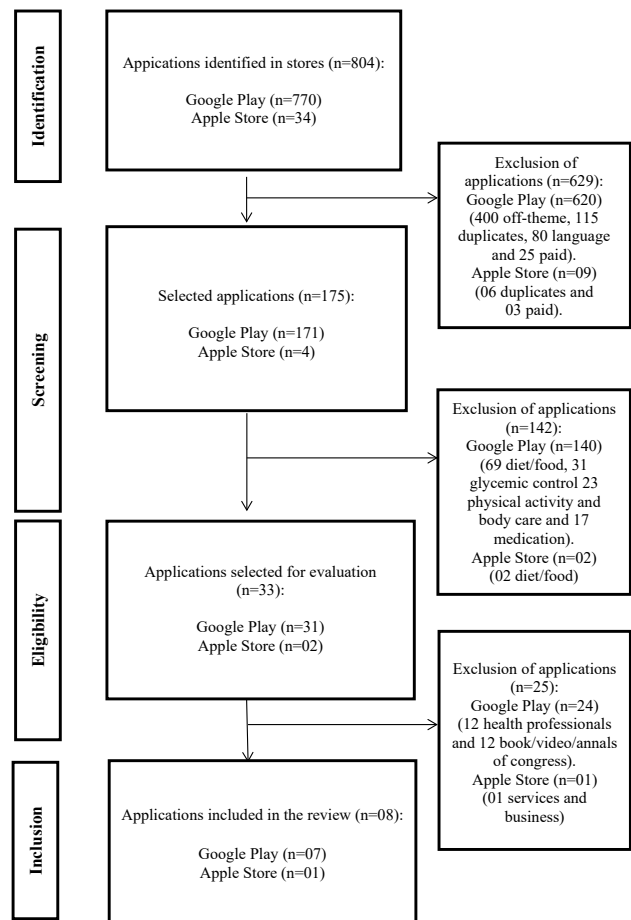 Identification
Appications identified in stores (n=804):
Google Play (n=770)
Apple Store (n=34)
Exclusion of
applications (n=629):
Google Play (n=620)
(400 off-theme, 115
duplicates, 80 language
and 25 paid).
Apple Store (n=09)
(06 duplicates and
03 paid).
Screening
Selected applications (n=175):
Google Play (n=171)
Apple Store (n=4)
Exclusion of applications
(n=142):
Google Play (n=140)
(69 diet/food, 31
glycemic control 23
physical activity and
body care and 17
medication).
Apple Store (n=02)
(02 diet/food)
Eligibility
Applications selected for evaluation
(n=33):
Google Play (n=31)
Apple Store (n=02)
Exclusion of applications
(n=25):
Google Play (n=24)
(12 health professionals
and 12 book/video/annals
of congress).
Apple Store (n=01)
(01 services and
business)
Inclusion
Applications included in the review (n=08):
Google Play (n=07)
Apple Store (n=01)